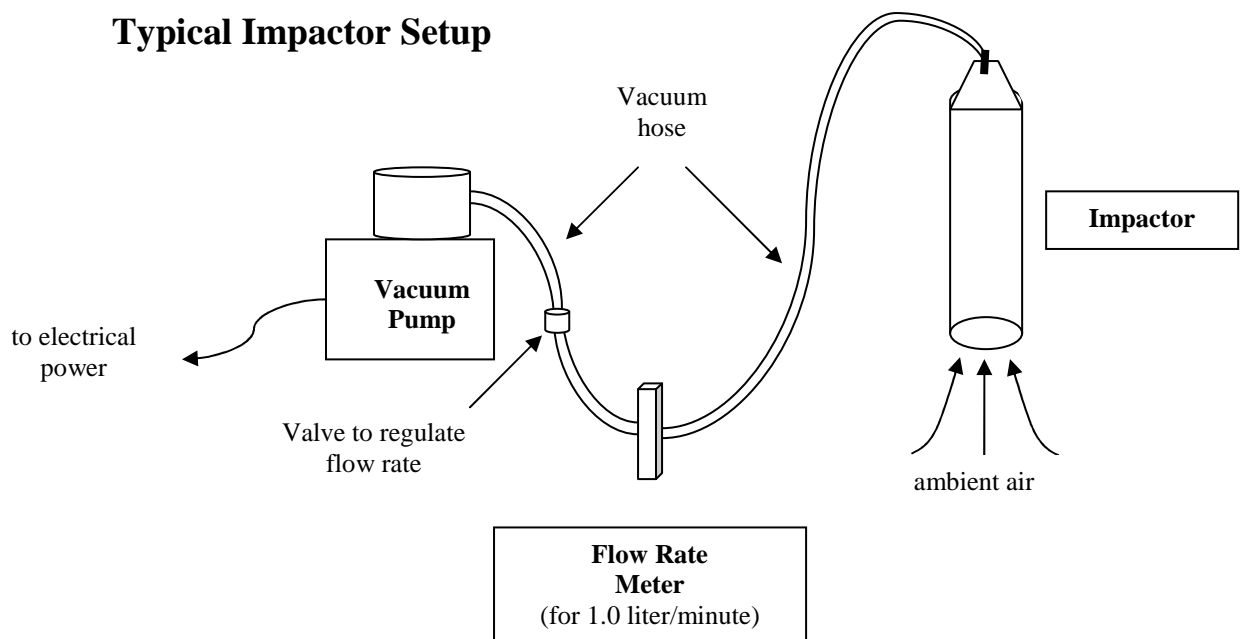 Typical Impactor Setup
Vacuum
hose
Impactor
Vacuum
Pump
to electrical
power
Valve to regulate
flow rate
ambient air
Flow Rate
Meter
(for 1.0 liter/minute)